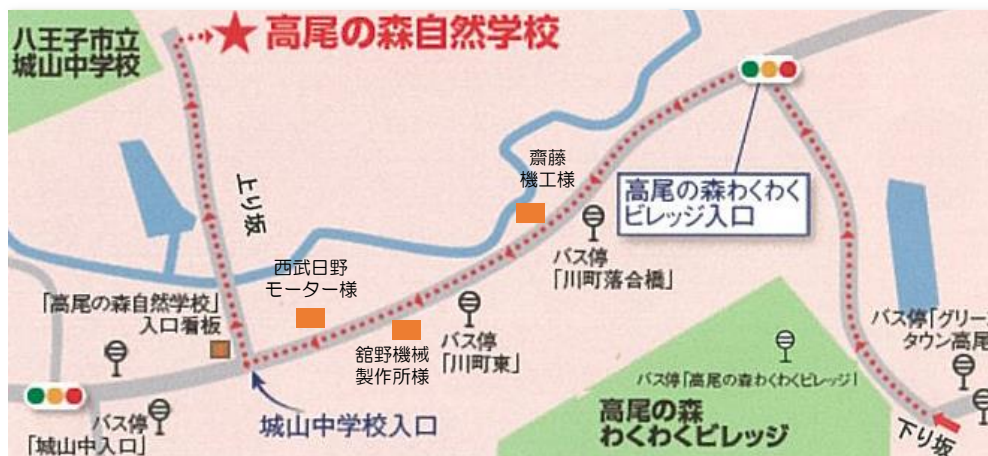 八王子市立
城山中学校
★高尾の森自然学校
上り坂
齋藤
機工様
高尾の森わくわく
ビレッジ入口
バス停
「川町落合橋」
西武日野
モーター様
「高尾の森自然学校」
入口看板
舘野機械
製作所様
バス停
「川町東」
バス停「グリー
タウン高尾
バス停「高尾の森わくわくビレッジ」
高尾の森
わくわくビレッジ
城山中学校入口
バス停
「城山中入口」
下り坂